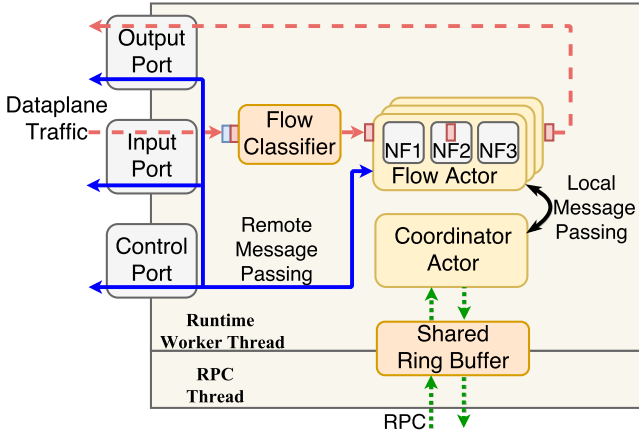 Output
Port
Dataplane
Traffic
Input
Port
Flow
Classifier
NF1
NF2
NF3
Flow Actor
Local
Message
Passing
Control
Port
Remote
Message
Passing
Coordinator
Actor
Runtime
Worker Thread
Shared
Ring Buffer
RPC
Thread
RPC